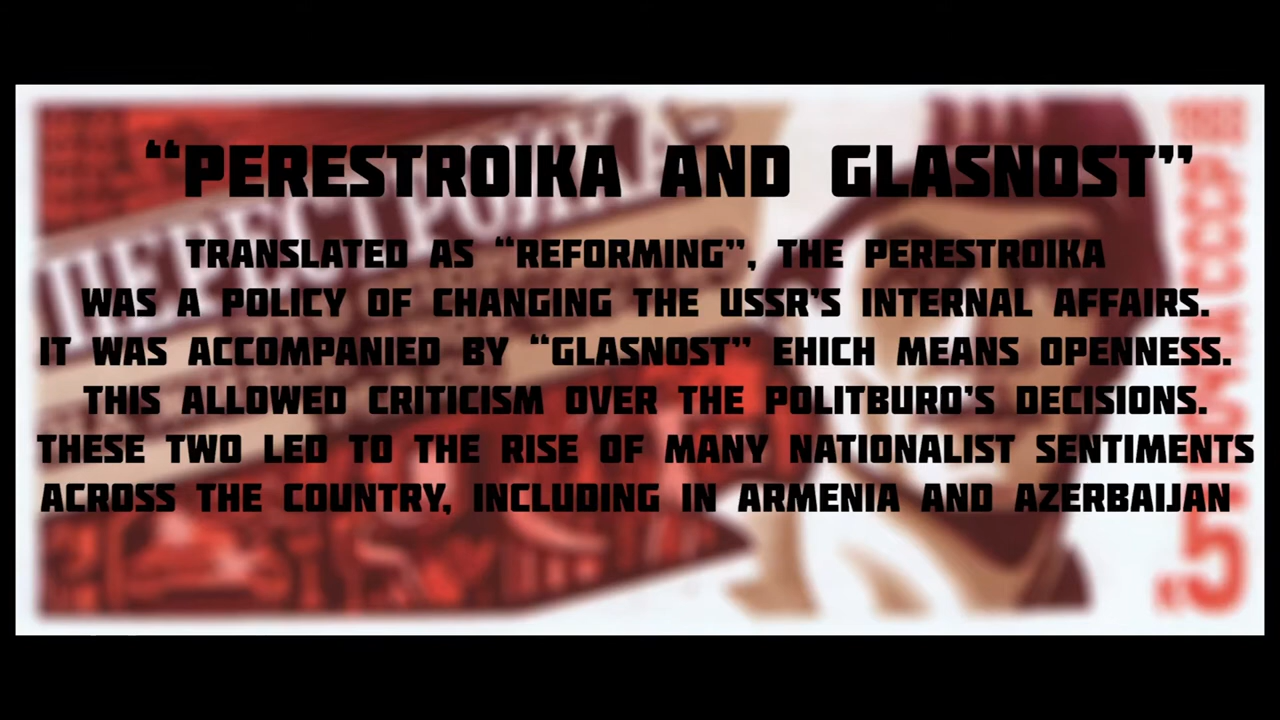 “PERESTROIKA AND GLASNOST”
TRANSLATED AS “REFORMING”, THE PERESTROIKA
WAS A POLICY OF CHANGING THE USSR’S INTERNAL AFFAIRS.
IT WAS ACCOMPANIED BY “GLASNOST” EHICH MEANS OPENNESS.
THIS ALLOWED CRITICISM OVER THE POLITBURO’S DECISIONS.
THESE TWO LED TO THE RISE OF MANY NATIONALIST SENTIMENTS
ACROSS THE COUNTRY, INCLUDING IN ARMENIA AND AZERBAIJAN
ПЕРЕСТРОЙКА
5